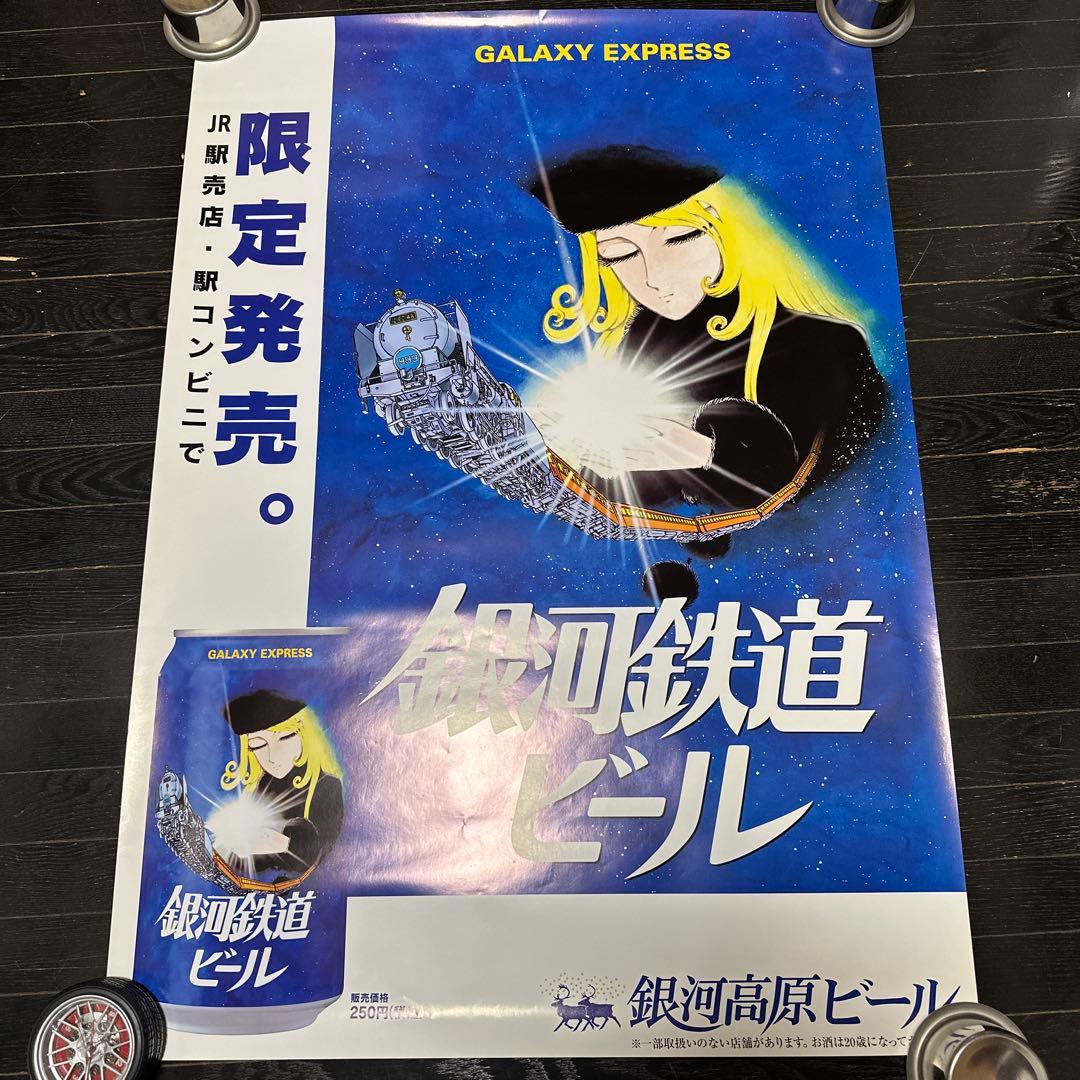 GALAXY EXPRESS
限定発売。
JR駅売店・駅コンビニで
999
銀河鉄道
ビール
GALAXY EXPRESS
銀河鉄道
ビール
販売価格
250円
銀河高原ビール
※一部取扱いのない店舗があります。お酒は20歳になって